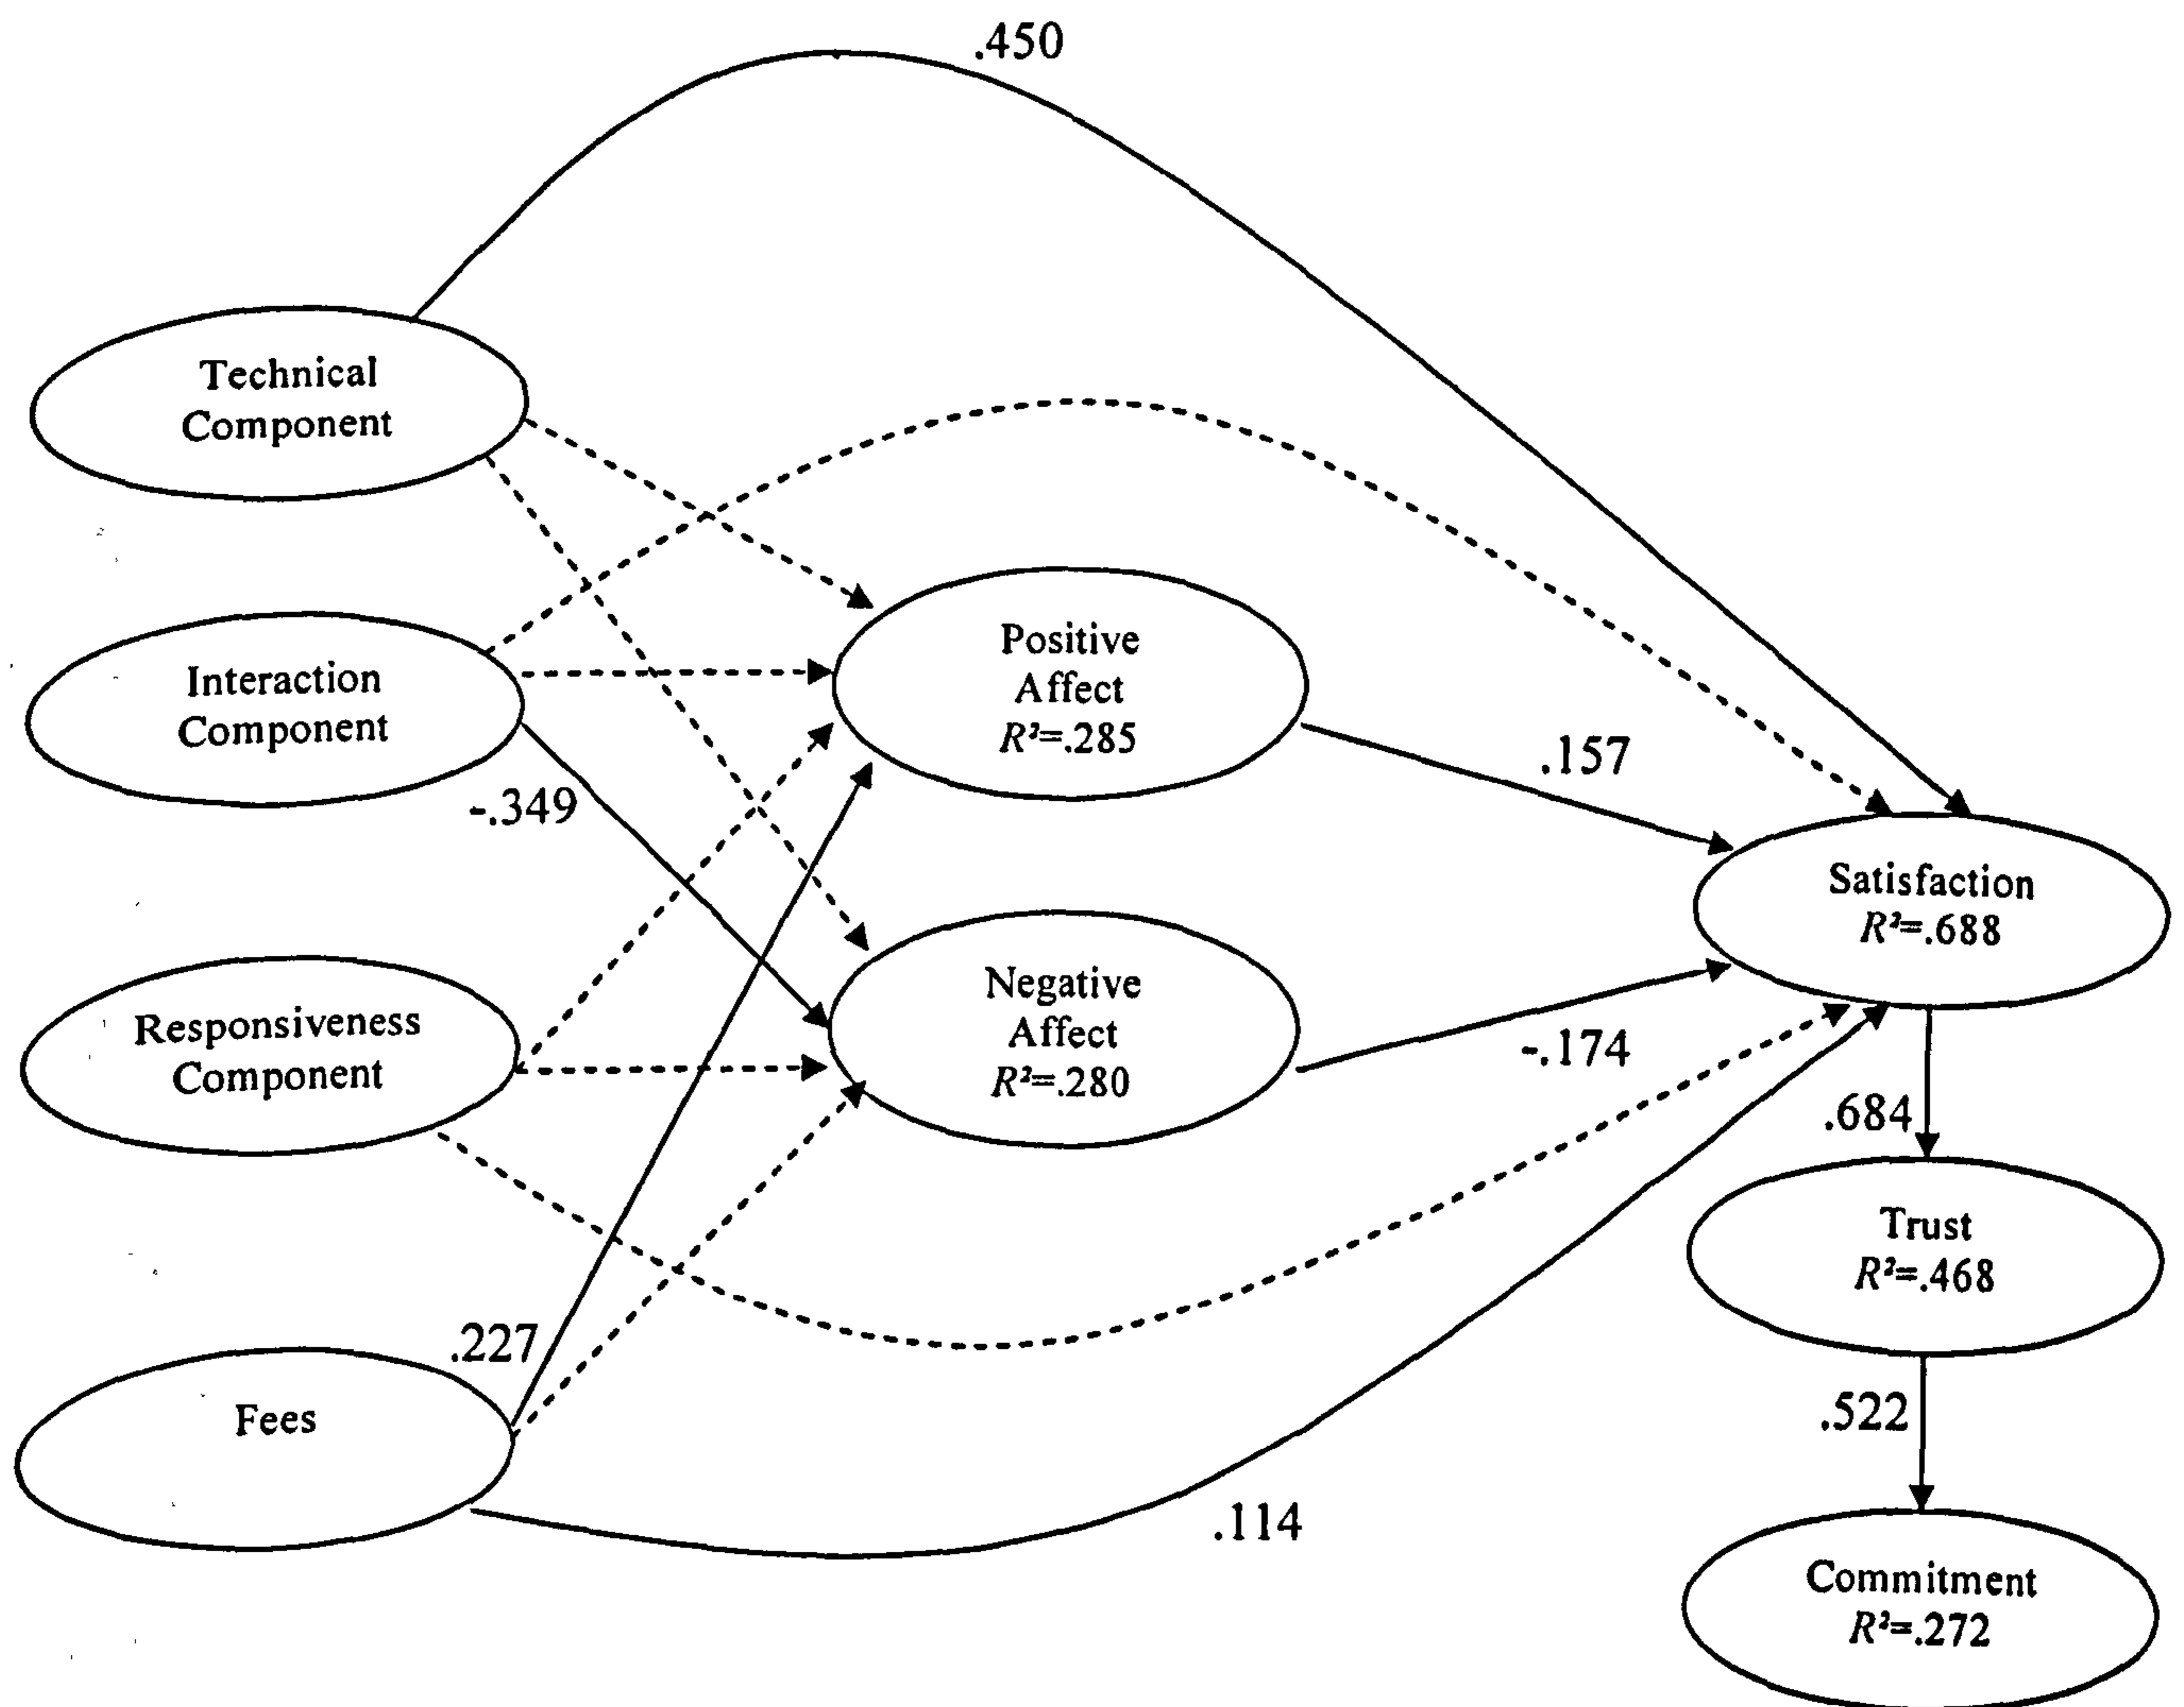 .450
Technical
Component
Interaction
Component
-.349
Positive
Affect
R²=.285
.157
Satisfaction
R²=.688
Responsiveness
Component
Negative
Affect
R²=.280
-.174
.684
Trust
R²=.468
.227
Fees
.522
.114
Commitment
R²=.272